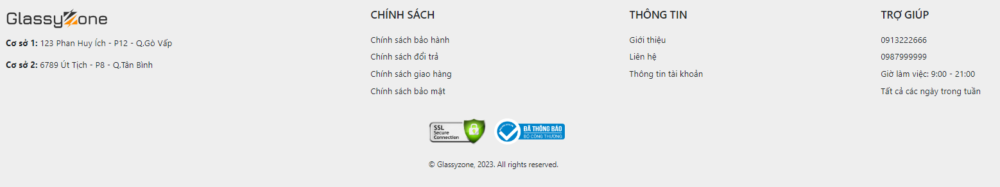 GlassyZone
Cơ sở 1: 123 Phan Huy Ích - P12 - Q.Gò Vấp
Cơ sở 2: 6789 Út Tịch - P8 - Q.Tân Bình
CHÍNH SÁCH
Chính sách bảo hành
Chính sách đổi trả
Chính sách giao hàng
Chính sách bảo mật
THÔNG TIN
Giới thiệu
Liên hệ
Thông tin tài khoản
TRỢ GIÚP
0913222666
0987999999
Giờ làm việc: 9:00 - 21:00
Tất cả các ngày trong tuần
SSL
Secure
Connection
ĐÃ THÔNG BÁO
BỘ CÔNG THƯƠNG
© Glassyzone, 2023. All rights reserved.